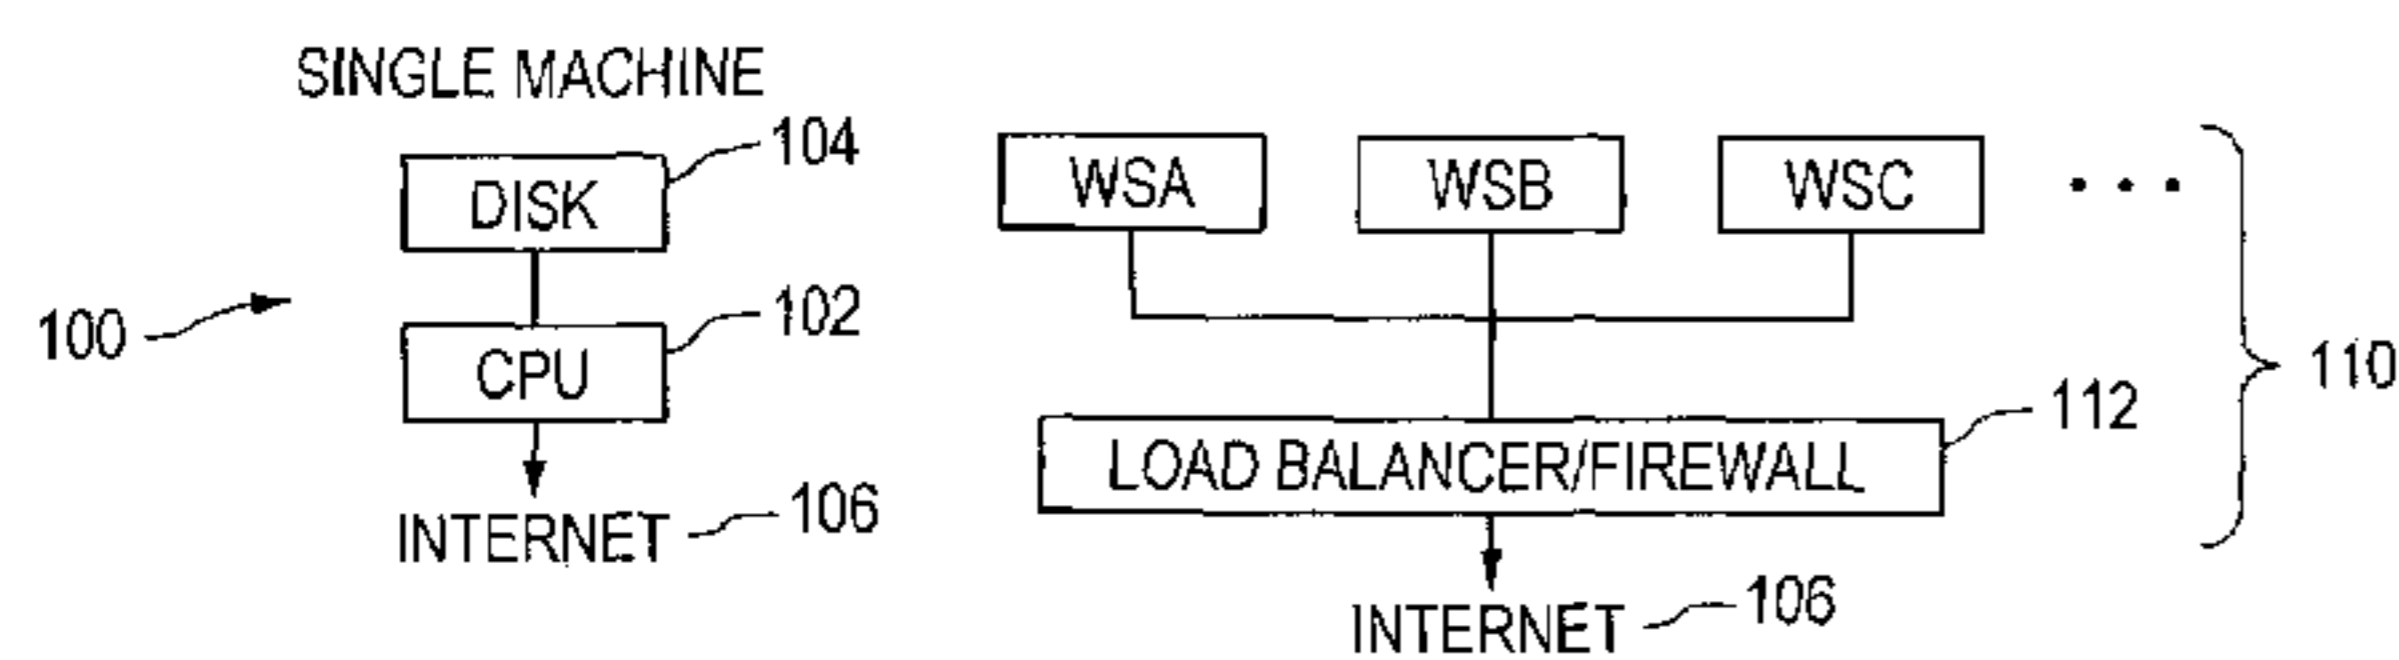 SINGLE MACHINE
DISK
104
100
CPU
102
INTERNET
106
WSA
WSB
WSC
• • •
110
LOAD BALANCER/FIREWALL
112
INTERNET
106